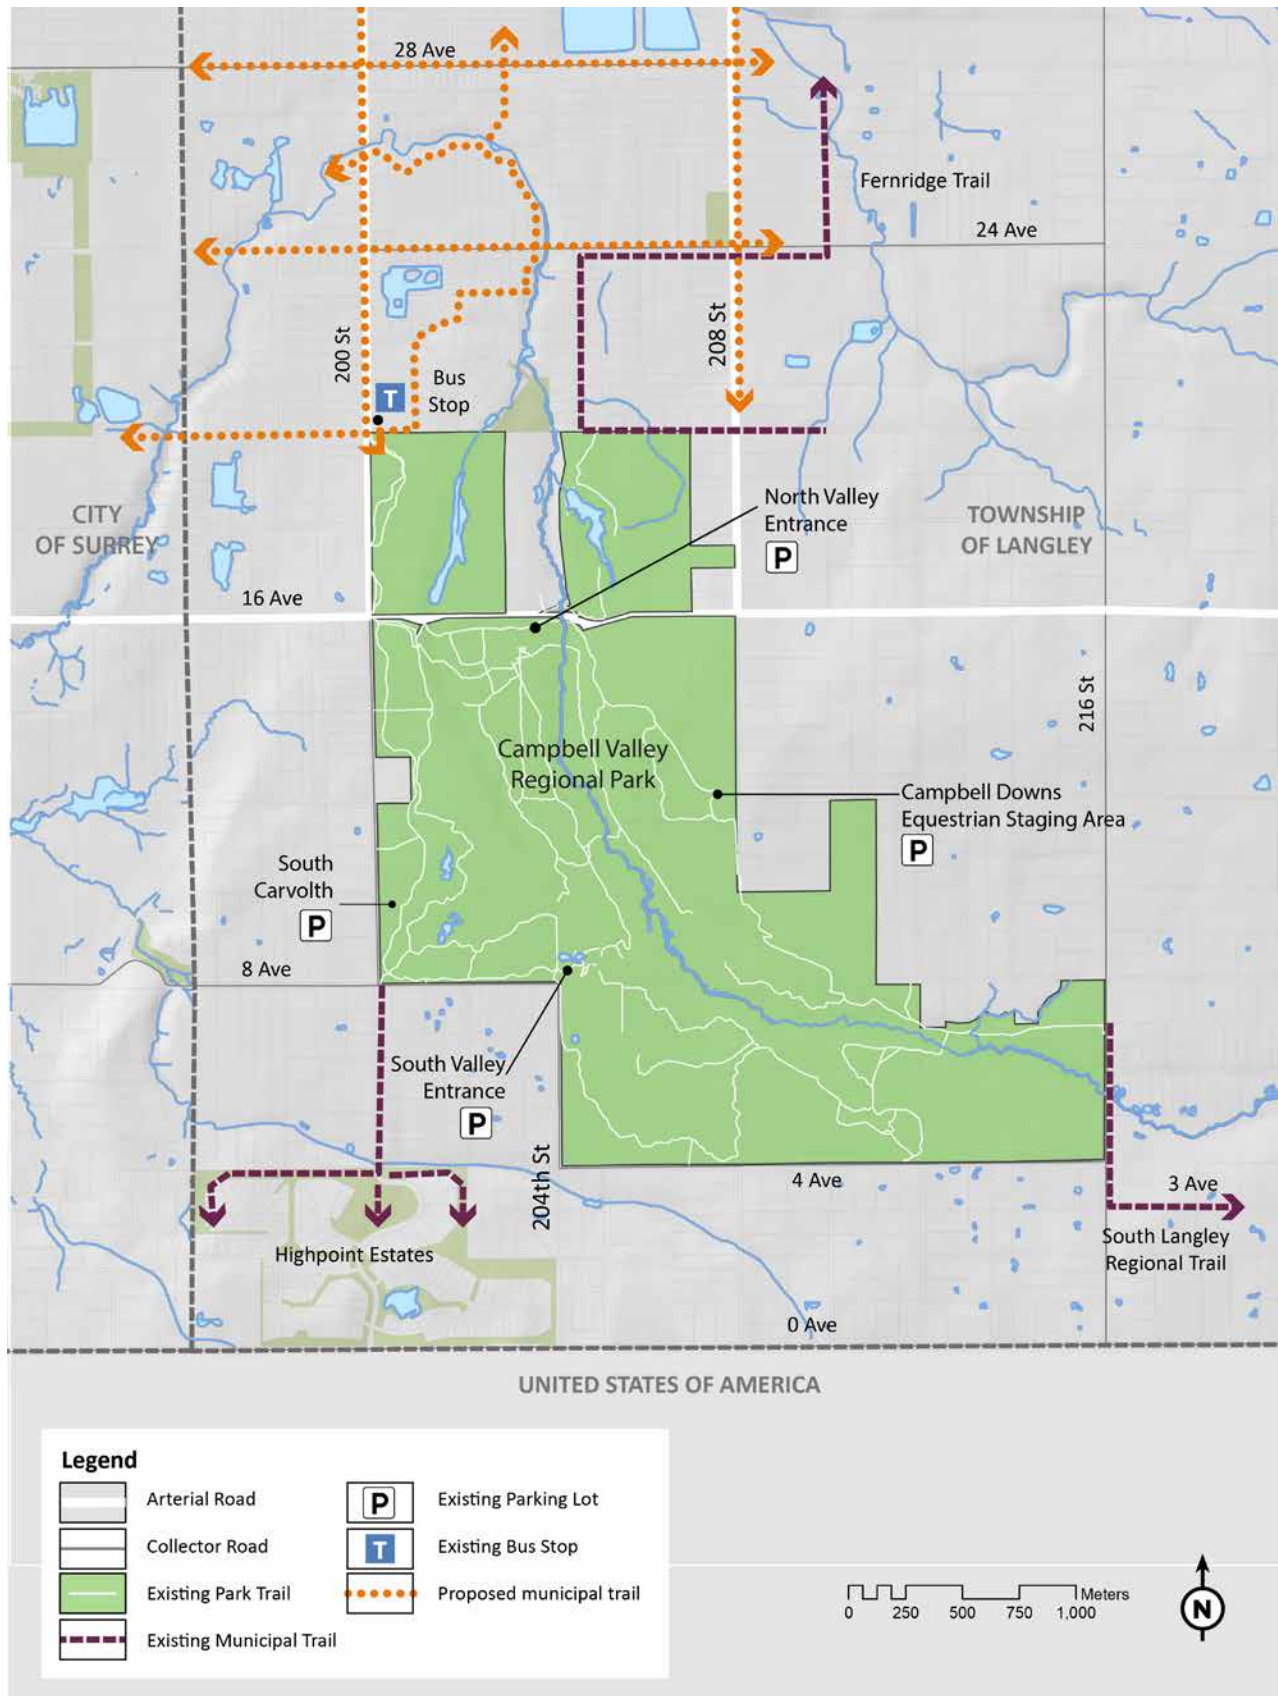 28 Ave
Fernridge Trail
24 Ave
200 St
208 St
T
Bus
Stop
North Valley
Entrance
P
CITY
OF SURREY
TOWNSHIP
OF LANGLEY
16 Ave
216 St
Campbell Valley
Regional Park
Campbell Downs
Equestrian Staging Area
P
South
Carvolth
P
8 Ave
South Valley
Entrance
P
204th St
4 Ave
3 Ave
South Langley
Regional Trail
Highpoint Estates
0 Ave
UNITED STATES OF AMERICA
Legend
Arterial Road
P Existing Parking Lot
Collector Road
T Existing Bus Stop
Existing Park Trail
Proposed municipal trail
Existing Municipal Trail
Meters
0 250 500 750 1,000
N